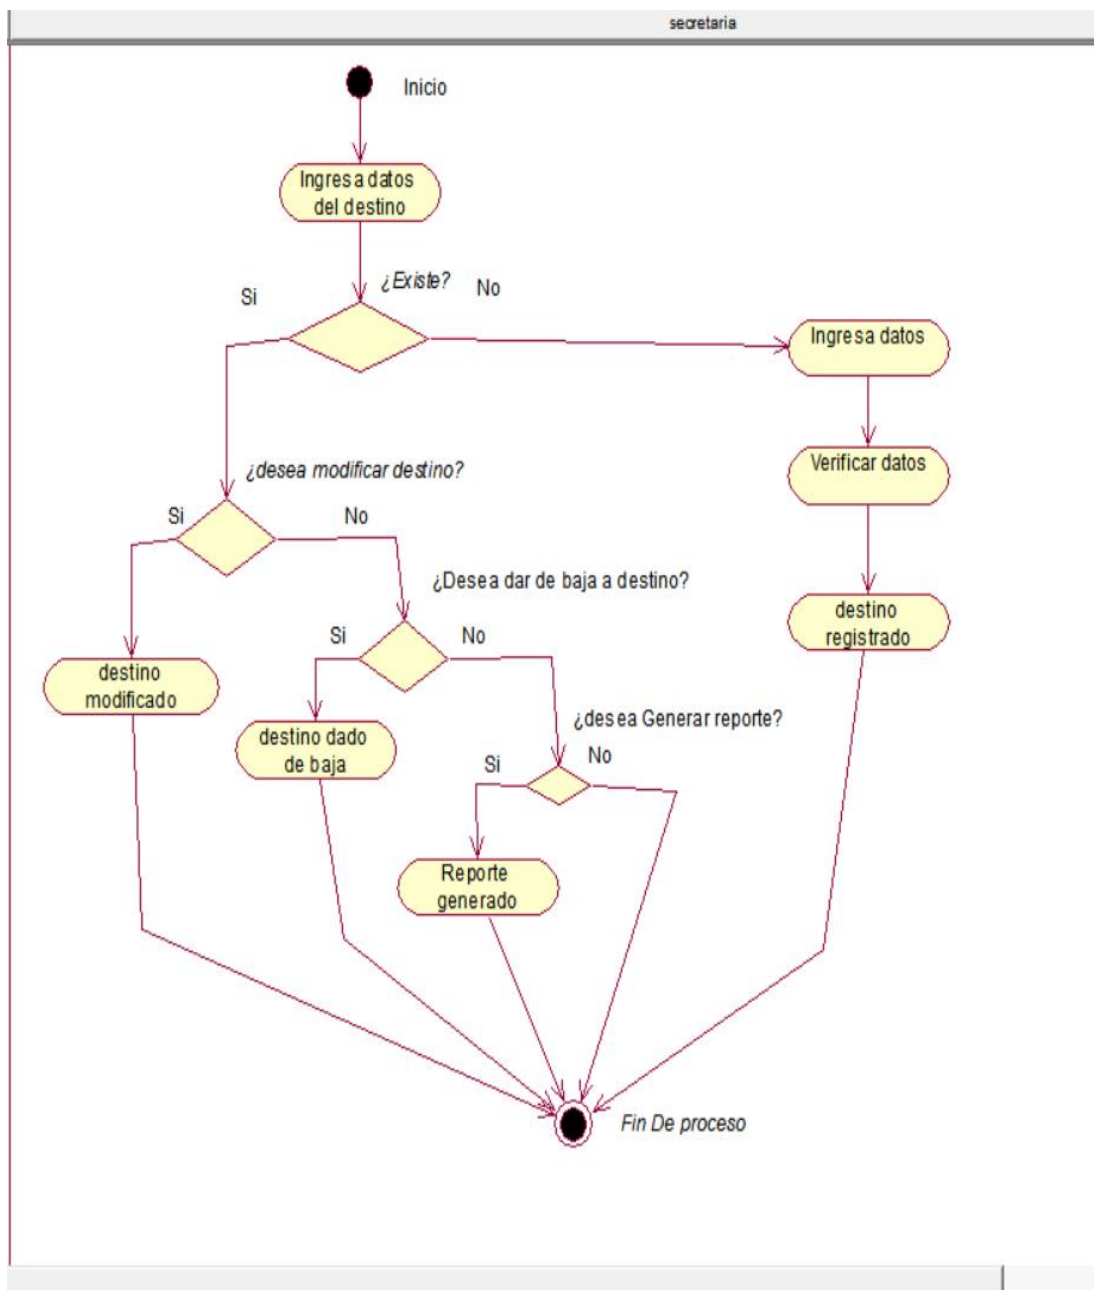 secretaria
Inicio
Ingresa datos
del destino
¿Existe?
Si
No
Ingresa datos
Verificar datos
¿desea modificar destino?
Si
No
¿Desea dar de baja a destino?
destino
registrado
Si
No
destino
modificado
destino dado
de baja
¿desea Generar reporte?
Si
No
Reporte
generado
Fin De proceso